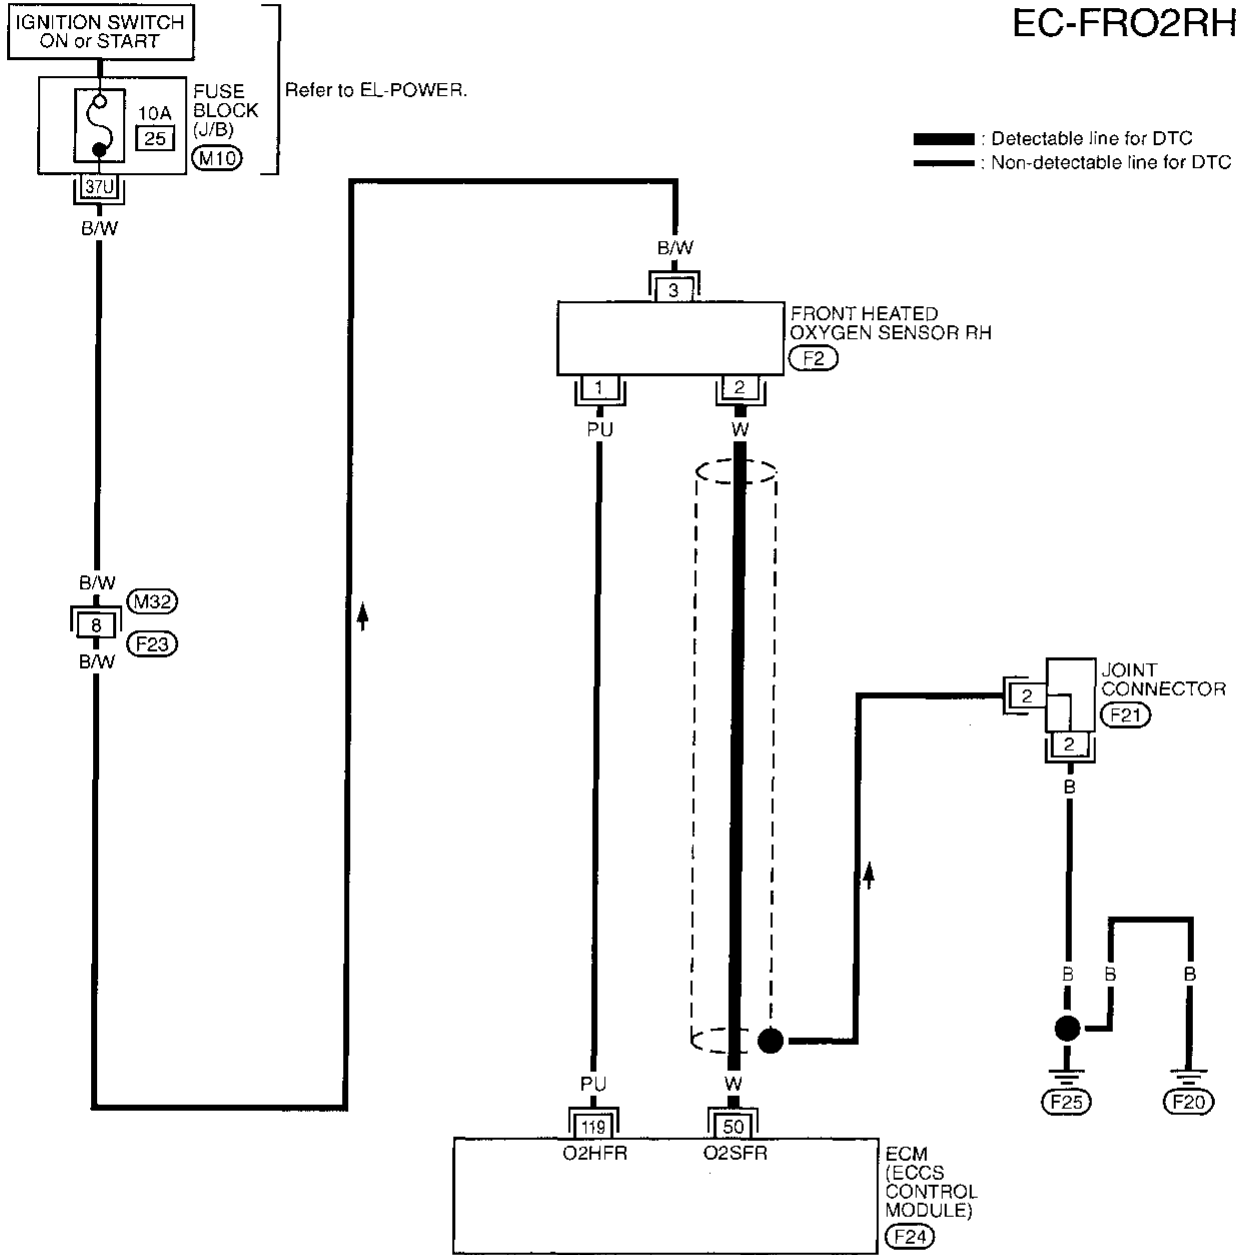 EC-FRO2RH
IGNITION SWITCH
ON or START
Refer to EL-POWER.
FUSE
BLOCK
(J/B)
M10
10A
25
37U
B/W
: Detectable line for DTC
: Non-detectable line for DTC
B/W
3
FRONT HEATED
OXYGEN SENSOR RH
F2
1
2
PU
W
B/W
M32
8
F23
B/W
JOINT
CONNECTOR
F21
2
2
B
B
B
B
F25
F20
PU
W
119
50
O2HFR
O2SFR
ECM
(ECCS
CONTROL
MODULE)
F24